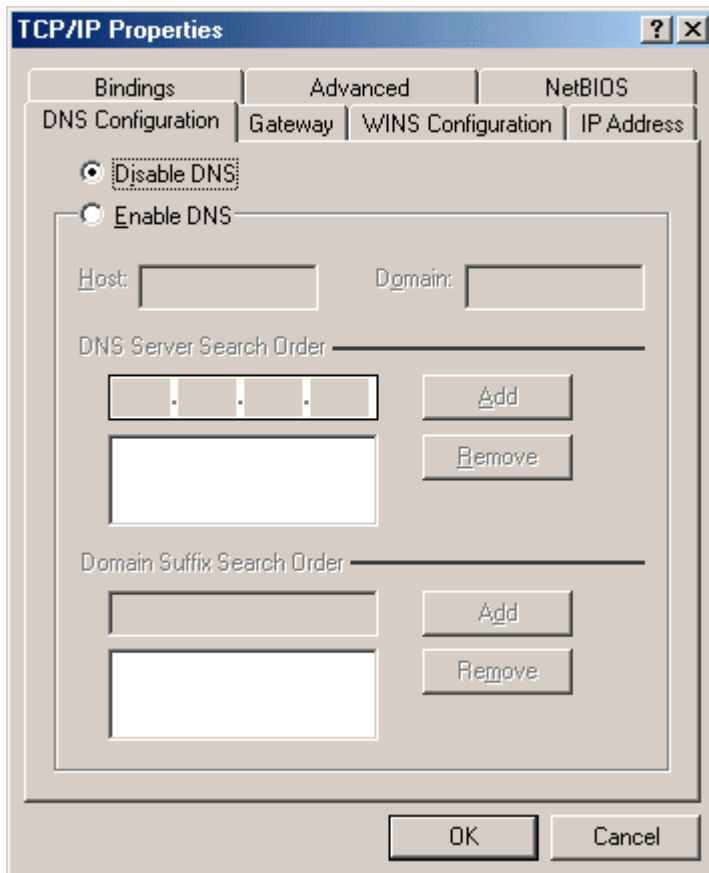 TCP/IP Properties
Bindings Advanced NetBIOS
DNS Configuration Gateway WINS Configuration IP Address
Disable DNS
Enable DNS
Host: Domain:
DNS Server Search Order
. . .
Add
Remove
Domain Suffix Search Order
Add
Remove
OK Cancel